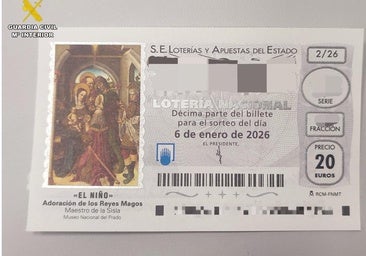 GUARDIA CIVIL
Mº INTERIOR
S.E. LOTERÍAS Y APUESTAS DEL ESTADO
2/26
LOTERÍA NACIONAL
SERIE
Décima parte del billete
para el sorteo del día
6 de enero de 2026
EL PRESIDENTE,
FRACCIÓN
PRECIO
20
EUROS
«EL NIÑO»
Adoración de los Reyes Magos
Maestro de la Sisla
Museo Nacional del Prado
RCM-FNMT